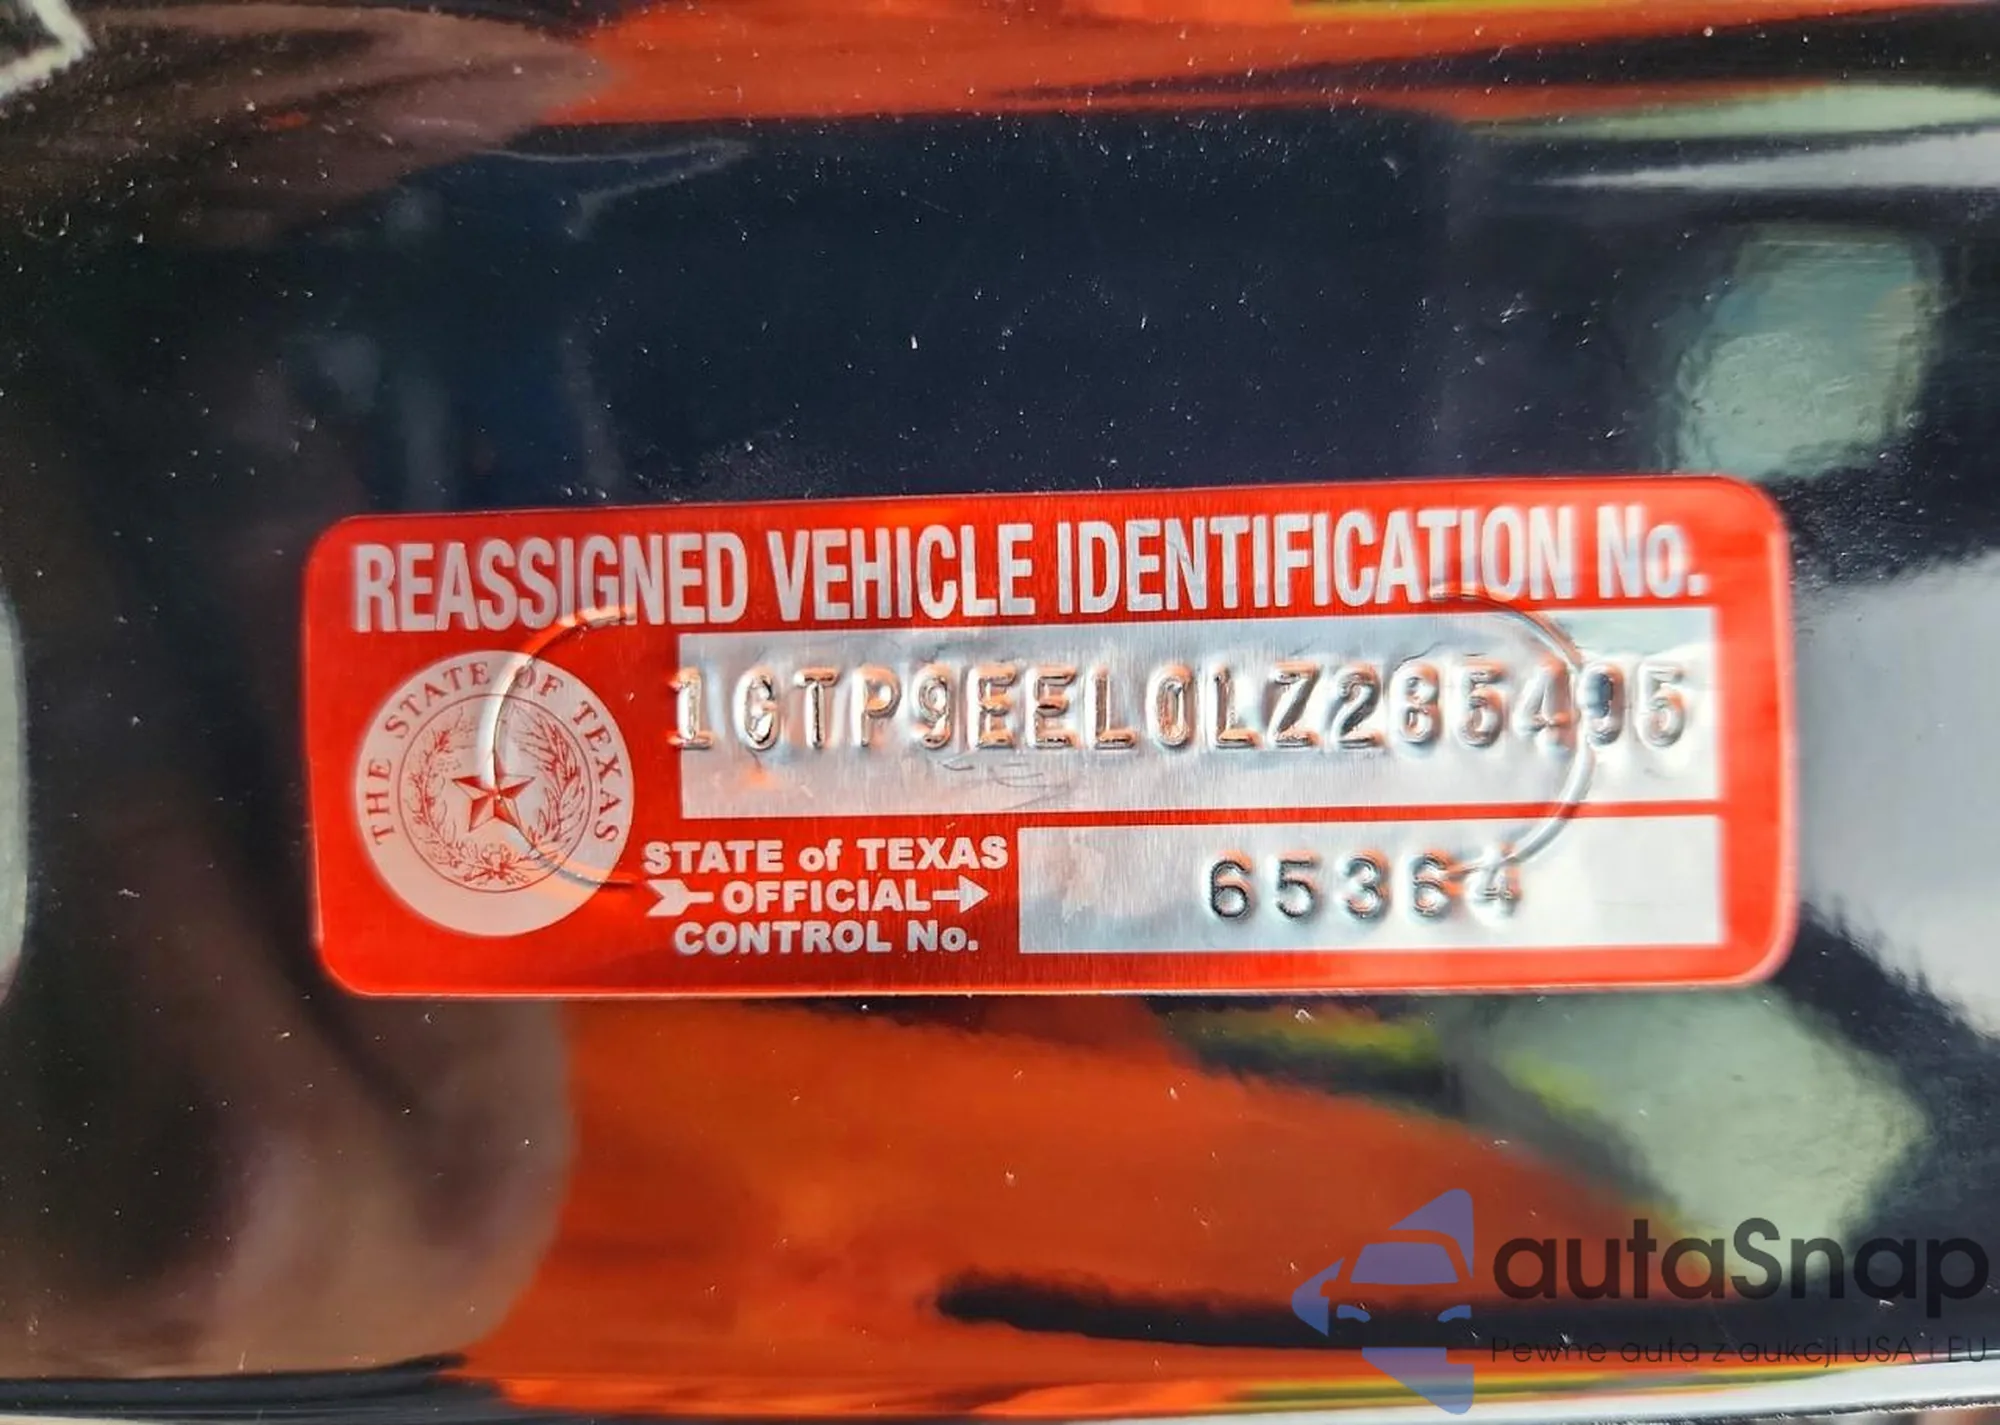 REASSIGNED VEHICLE IDENTIFICATION No.
THE STATE OF TEXAS
1GTP9EEL0LZ285495
STATE of TEXAS
OFFICIAL
CONTROL No.
65364
autaSnap
Pewne auta z aukcji USA i EU